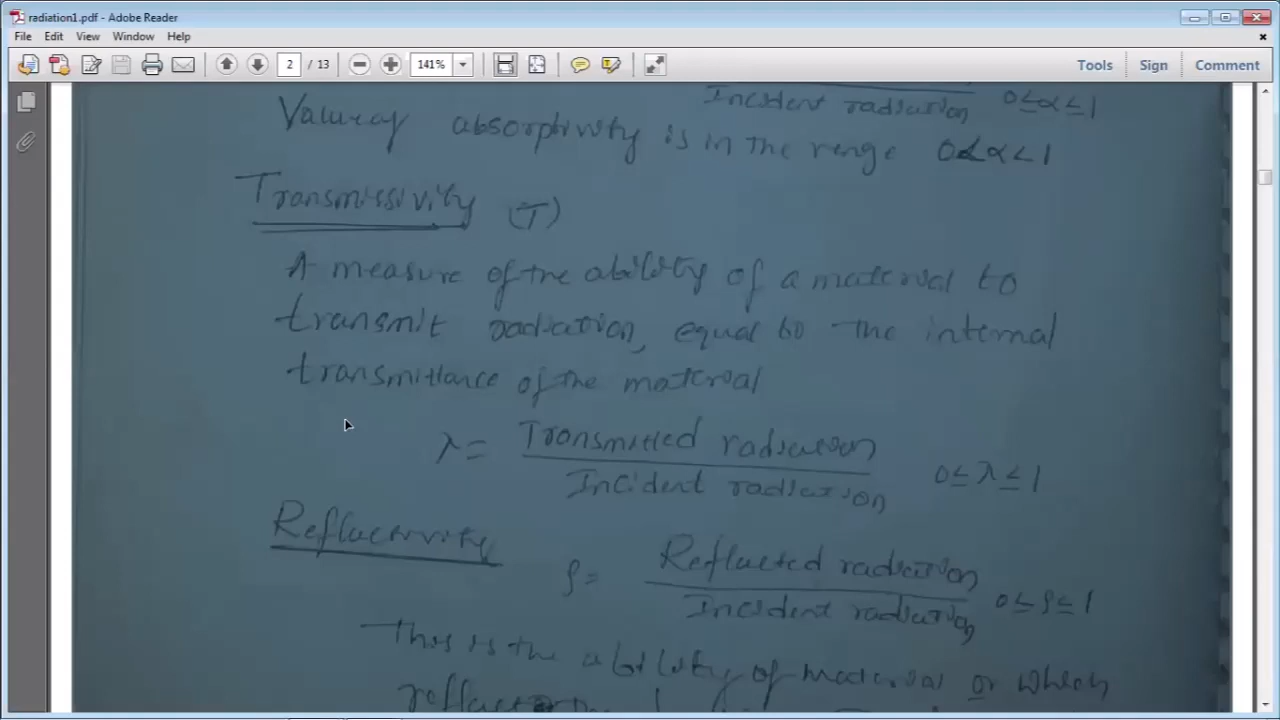 radiation1.pdf - Adobe Reader
File Edit View Window Help
2 / 13 141% Tools Sign Comment
Incident radiation 0≤α≤1
Value of absorptivity is in the range 0<α<1
Transmissivity (T)
A measure of the ability of a material to
transmit radiation, equal to the internal
transmittance of the material
λ = Transmitted radiation
Incident radiation 0≤λ≤1
Reflectivity
ρ = Reflected radiation
Incident radiation 0≤ρ≤1
This is the ability of material or which